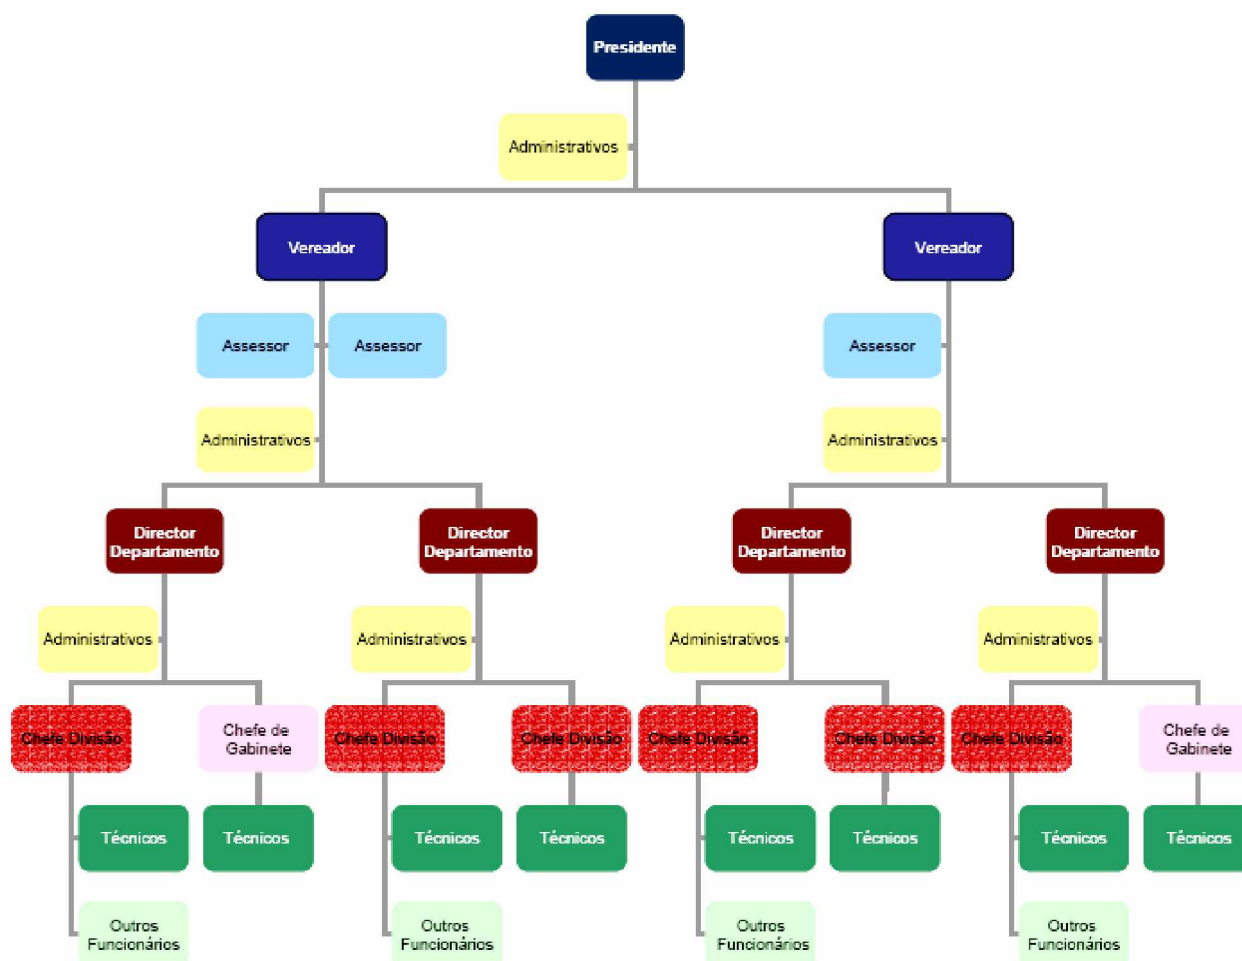 Presidente
Administrativos
Vereador
Vereador
Assessor
Assessor
Assessor
Administrativos
Administrativos
Director
Departamento
Director
Departamento
Director
Departamento
Director
Departamento
Administrativos
Administrativos
Administrativos
Administrativos
Chefe Divisão
Chefe de
Gabinete
Chefe Divisão
Chefe Divisão
Chefe Divisão
Chefe Divisão
Chefe Divisão
Chefe de
Gabinete
Técnicos
Técnicos
Técnicos
Técnicos
Técnicos
Técnicos
Técnicos
Técnicos
Outros
Funcionários
Outros
Funcionários
Outros
Funcionários
Outros
Funcionários